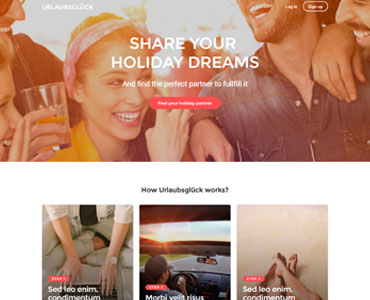 URLAUBSGLÜCK
Log in
Sign up
SHARE YOUR
HOLIDAY DREAMS
And find the perfect partner to fullfill it
Find your holiday partner
How Urlaubsglück works?
STEP 1
Sed leo enim,
condimentum
STEP 2
Morbi velit risus
STEP 3
Sed leo enim,
condimentum